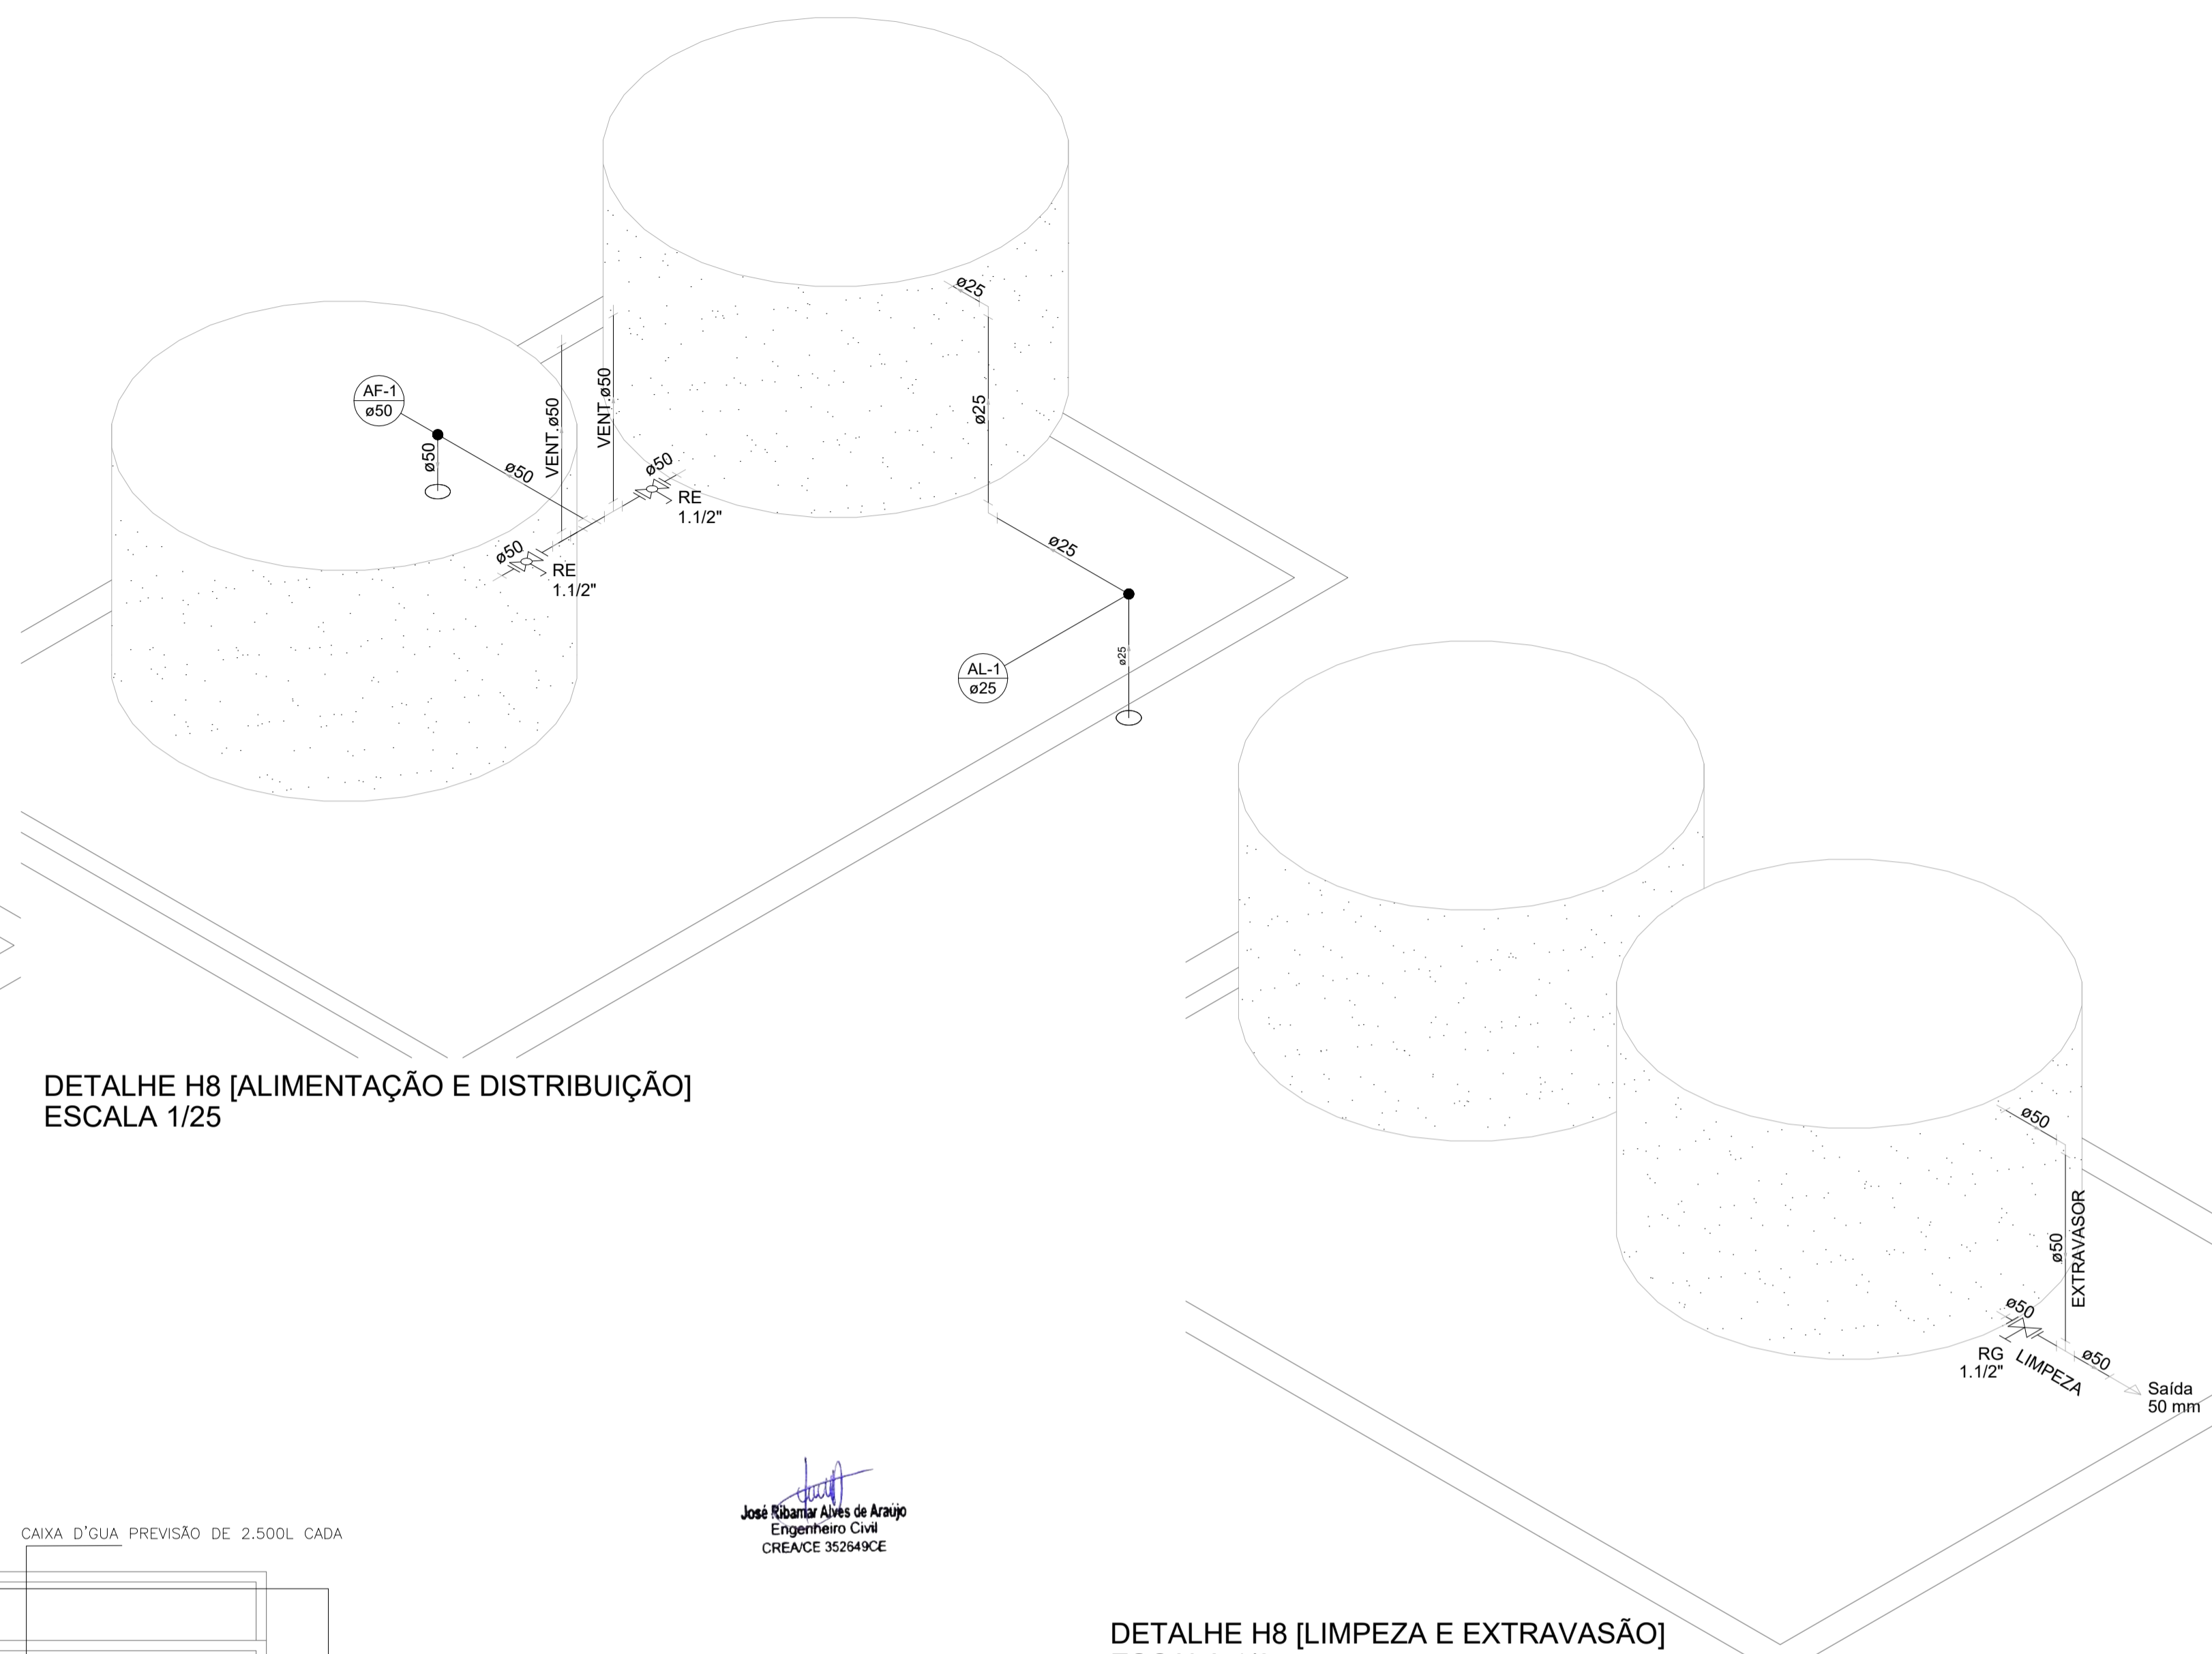 ø25
AF-1
ø50
ø50
ø50
VENT.ø50
VENT.ø50
ø25
ø50
RE
1.1/2"
ø50
RE
1.1/2"
ø25
ø25
AL-1
ø25
DETALHE H8 [ALIMENTAÇÃO E DISTRIBUIÇÃO]
ESCALA 1/25
ø50
ø50
EXTRAVASOR
ø50
RG
1.1/2"
LIMPEZA
ø50
Saída
50 mm
José Ribamar Alves de Araújo
Engenheiro Civil
CREA/CE 352649CE
CAIXA D'GUA PREVISÃO DE 2.500L CADA
DETALHE H8 [LIMPEZA E EXTRAVASÃO]